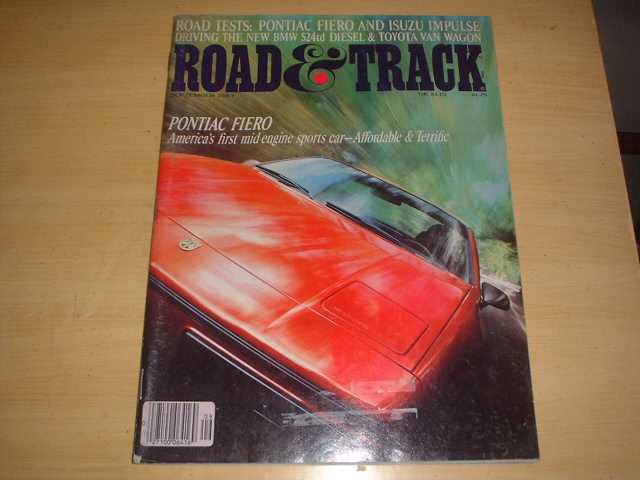 ROAD TESTS: PONTIAC FIERO AND ISUZU IMPULSE
DRIVING THE NEW BMW 524td DIESEL & TOYOTA VAN WAGON
ROAD & TRACK
PONTIAC FIERO
America's first mid-engine sports car—Affordable & Terrific
09